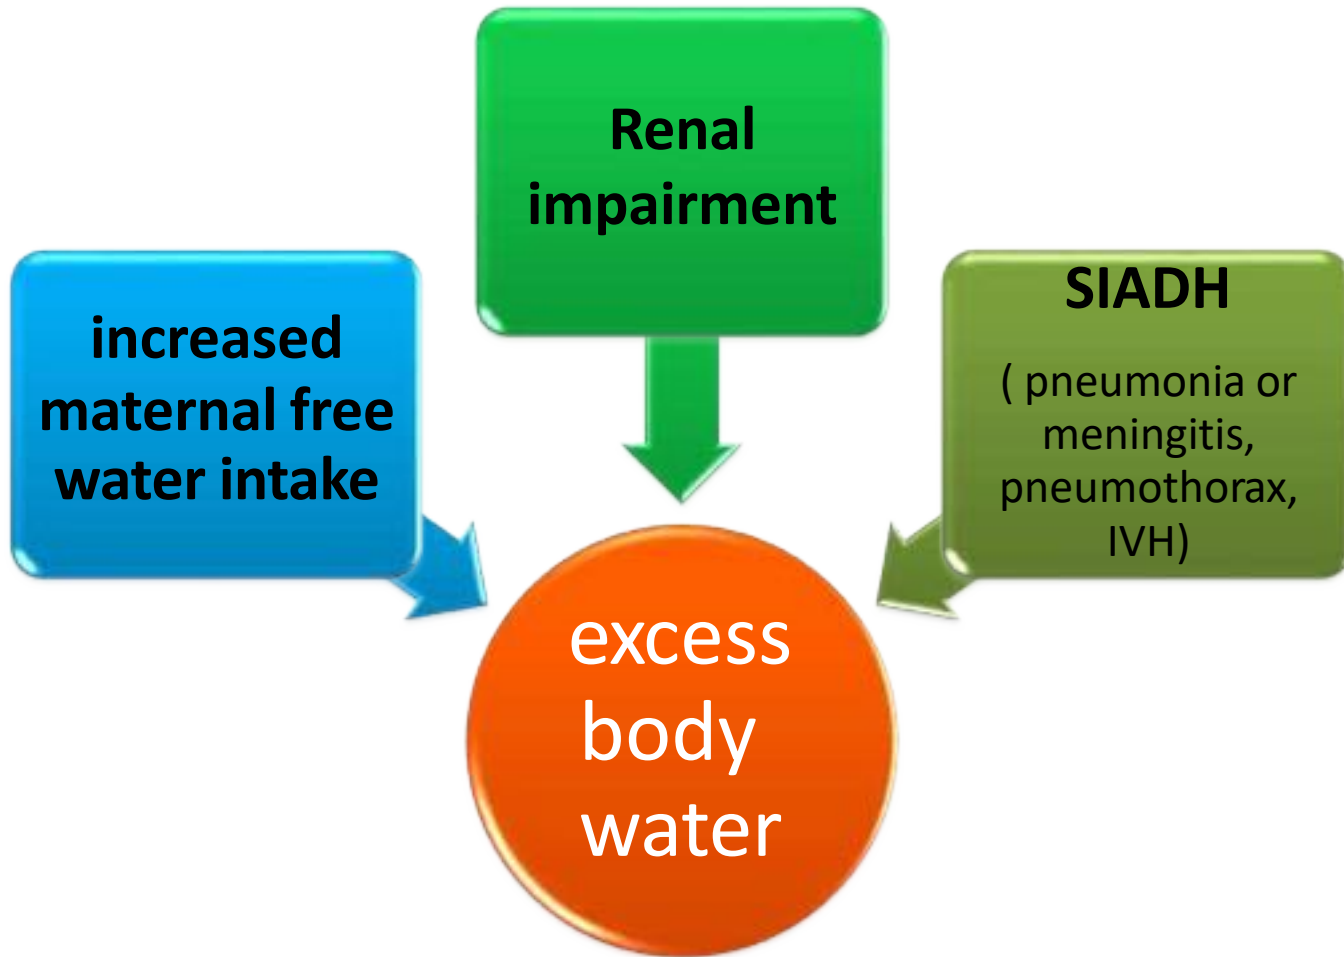 Renal
impairment
increased
maternal free
water intake
SIADH
( pneumonia or
meningitis,
pneumothorax,
IVH)
excess
body
water